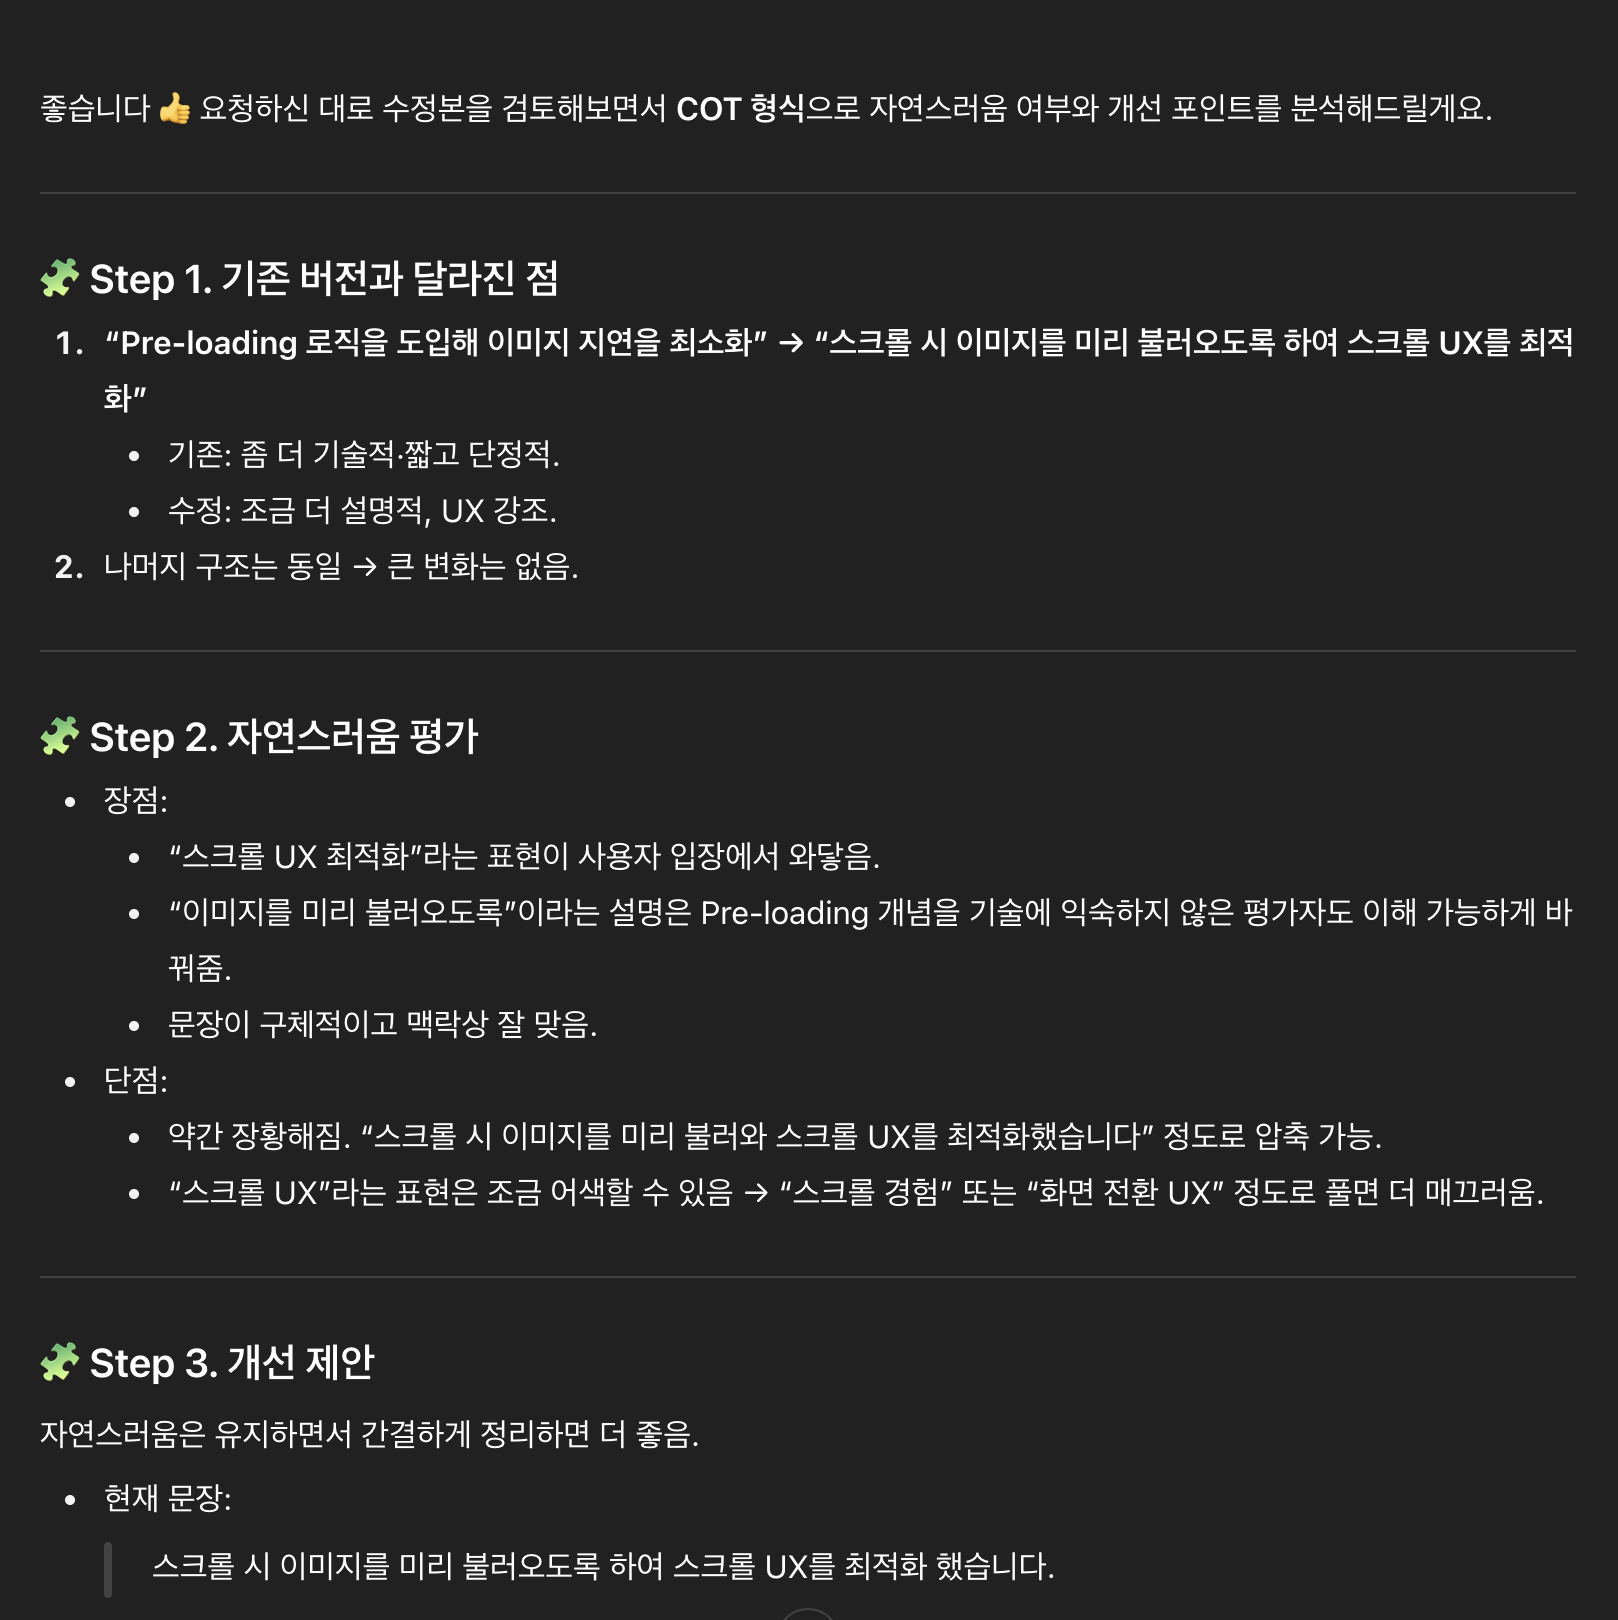 좋습니다 👍 요청하신 대로 수정본을 검토해보면서 COT 형식으로 자연스러움 여부와 개선 포인트를 분석해드릴게요.
🧩 Step 1. 기존 버전과 달라진 점
1. “Pre-loading 로직을 도입해 이미지 지연을 최소화” → “스크롤 시 이미지를 미리 불러오도록 하여 스크롤 UX를 최적
화”
• 기존: 좀 더 기술적·짧고 단정적.
• 수정: 조금 더 설명적, UX 강조.
2. 나머지 구조는 동일 → 큰 변화는 없음.
🧩 Step 2. 자연스러움 평가
• 장점:
• “스크롤 UX 최적화”라는 표현이 사용자 입장에서 와닿음.
• “이미지를 미리 불러오도록”이라는 설명은 Pre-loading 개념을 기술에 익숙하지 않은 평가자도 이해 가능하게 바
꿔줌.
• 문장이 구체적이고 맥락상 잘 맞음.
• 단점:
• 약간 장황해짐. “스크롤 시 이미지를 미리 불러와 스크롤 UX를 최적화했습니다” 정도로 압축 가능.
• “스크롤 UX”라는 표현은 조금 어색할 수 있음 → “스크롤 경험” 또는 “화면 전환 UX” 정도로 풀면 더 매끄러움.
🧩 Step 3. 개선 제안
자연스러움은 유지하면서 간결하게 정리하면 더 좋음.
• 현재 문장:
스크롤 시 이미지를 미리 불러오도록 하여 스크롤 UX를 최적화 했습니다.